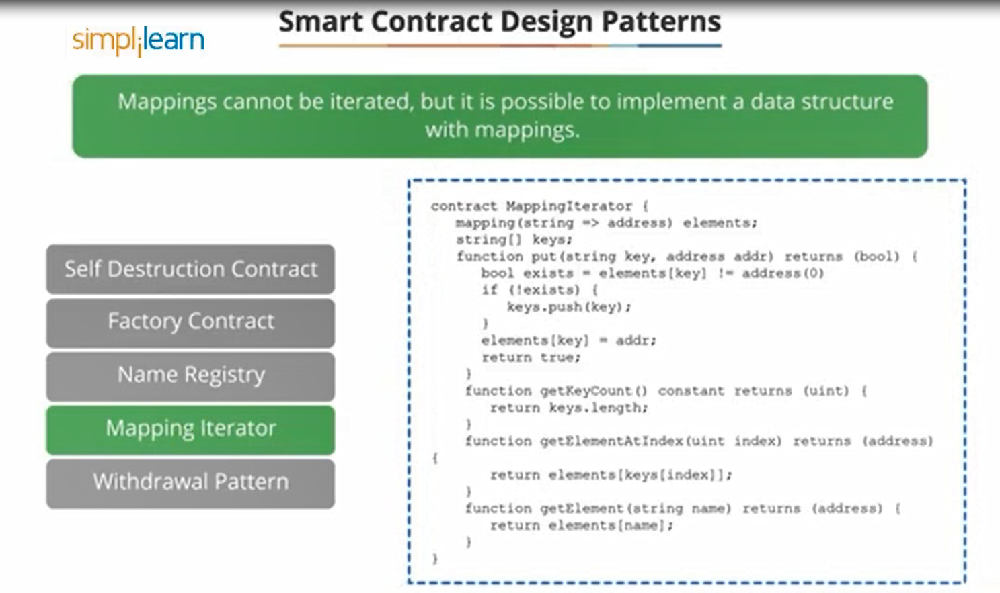 Smart Contract Design Patterns
simplilearn
Mappings cannot be iterated, but it is possible to implement a data structure
with mappings.
Self Destruction Contract
Factory Contract
Name Registry
Mapping Iterator
Withdrawal Pattern
contract MappingIterator {
mapping(string => address) elements;
string[] keys;
function put(string key, address addr) returns (bool) {
bool exists = elements[key] != address(0)
if (!exists) {
keys.push(key);
}
elements[key] = addr;
return true;
}
function getKeyCount() constant returns (uint) {
return keys.length;
}
function getElementAtIndex(uint index) returns (address)
{
return elements[keys[index]];
}
function getElement(string name) returns (address) {
return elements[name];
}
}